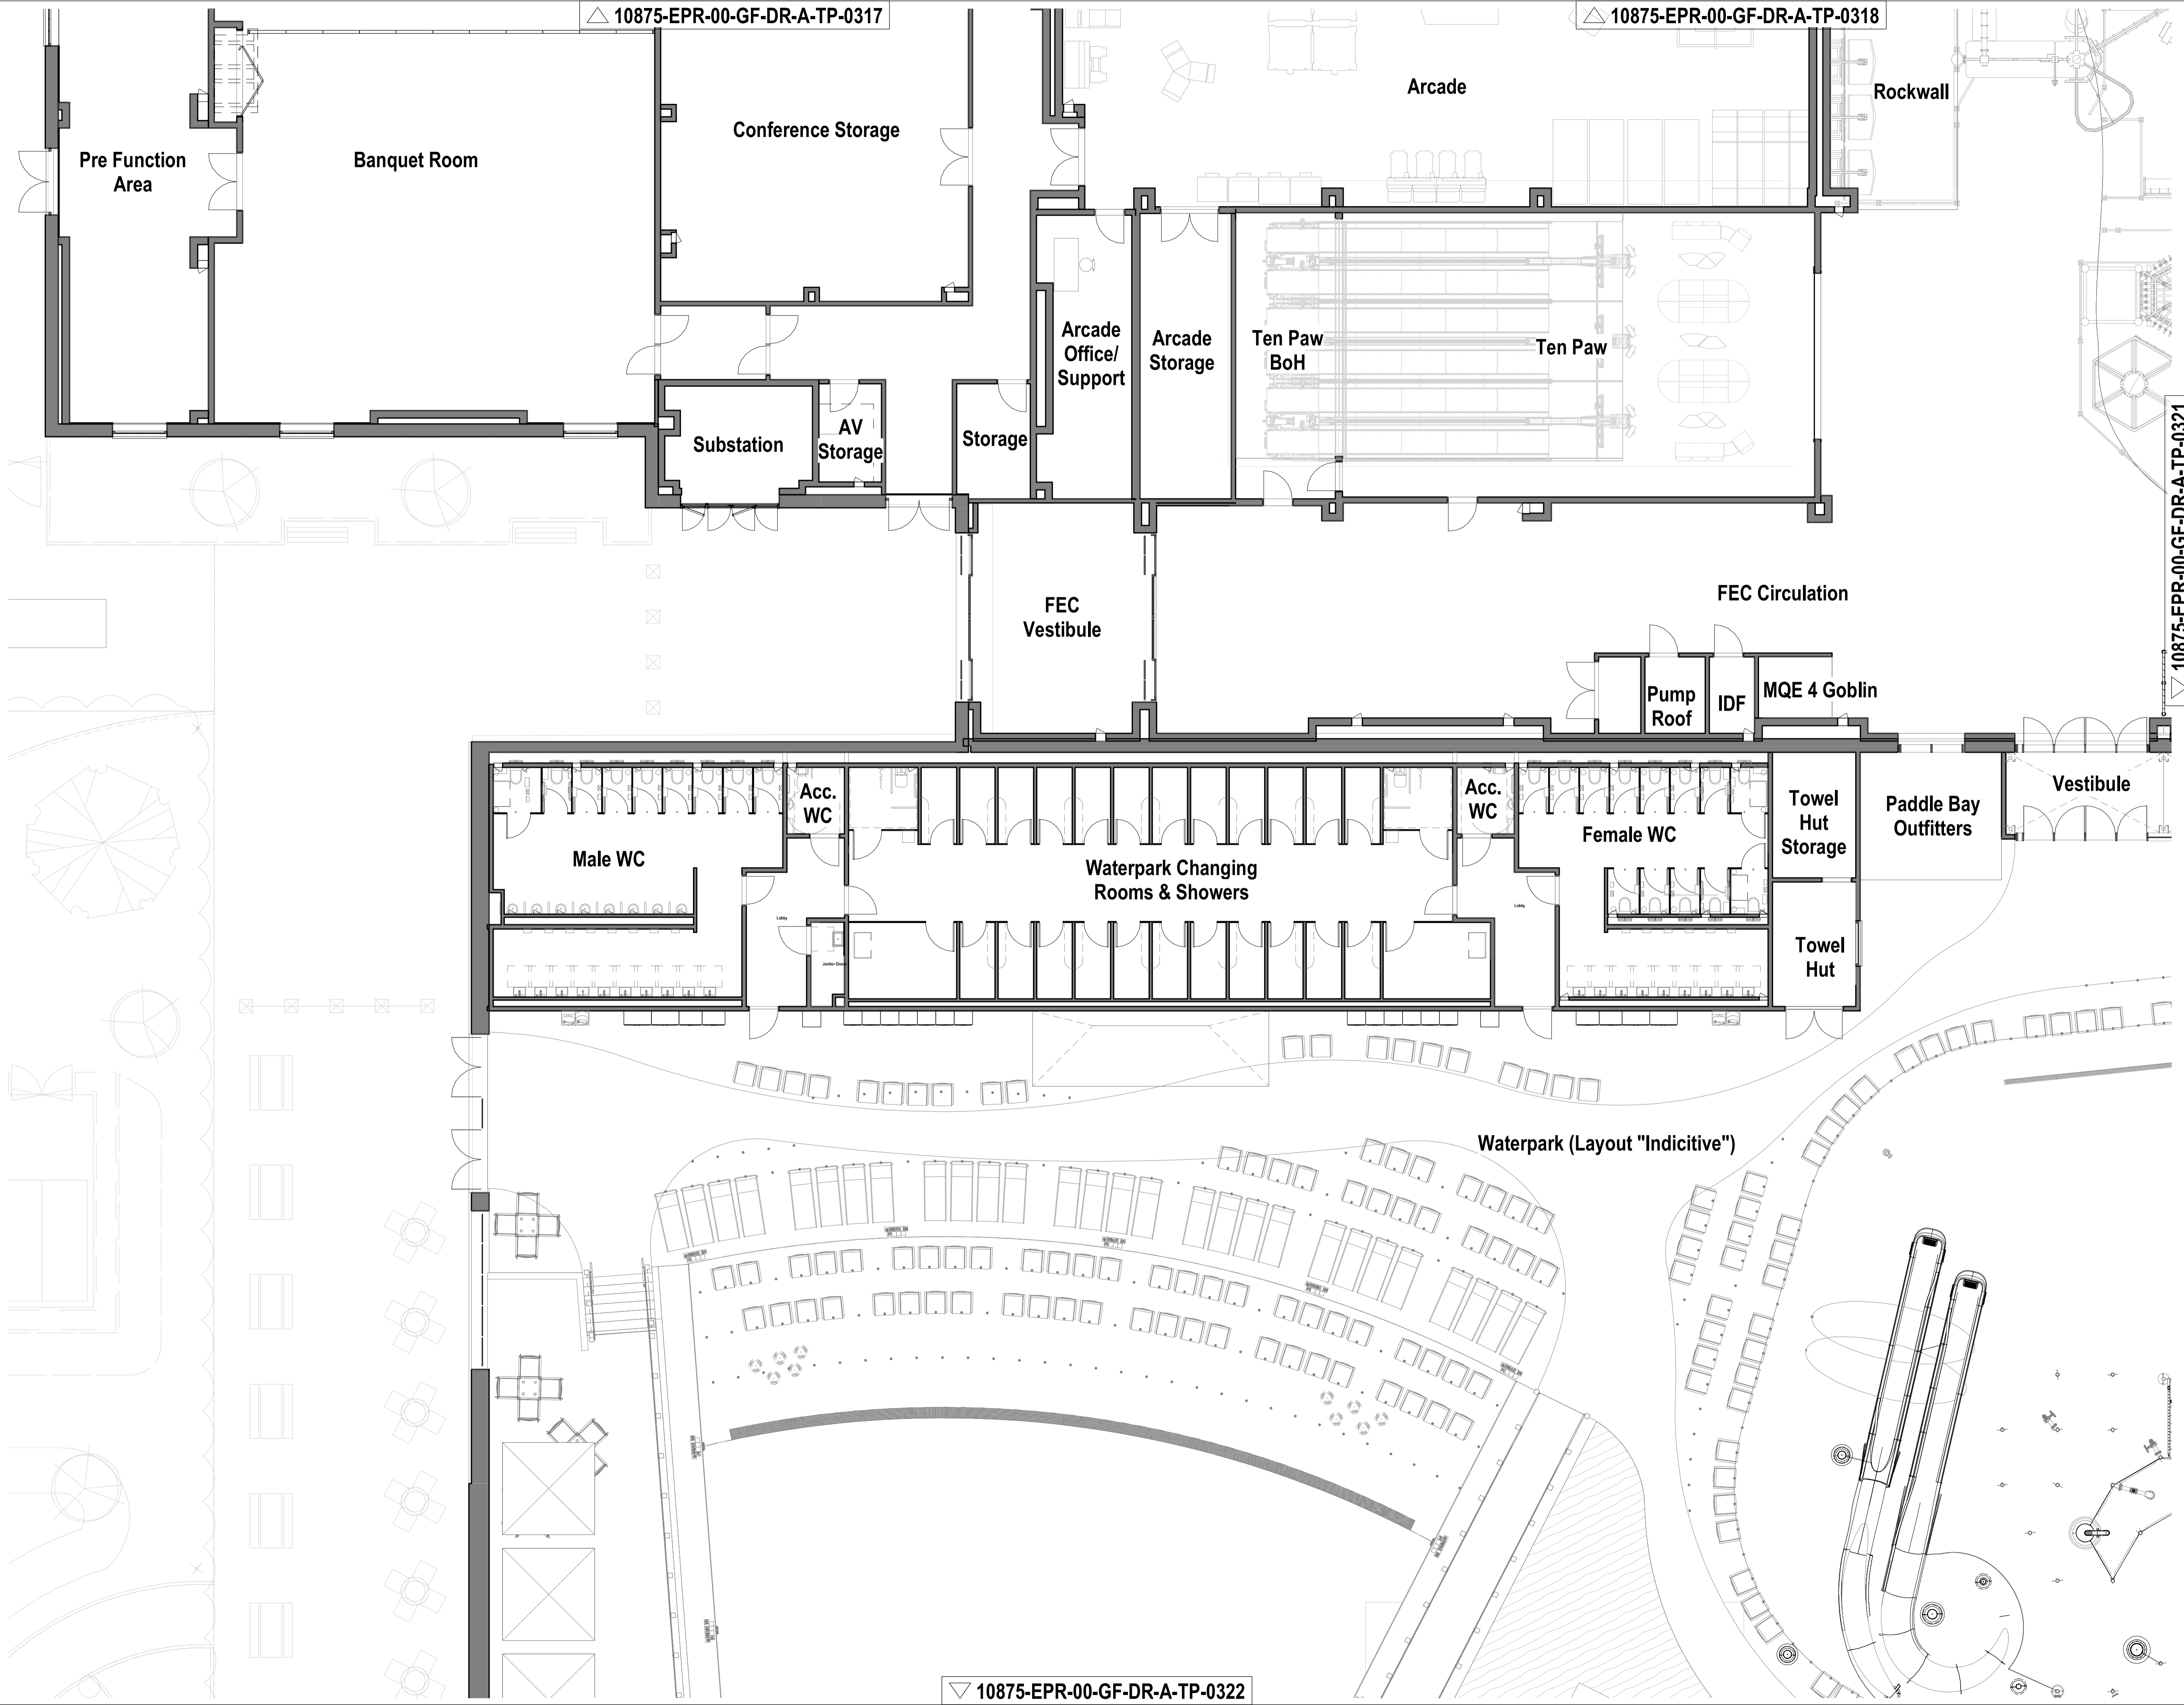 10875-EPR-00-GF-DR-A-TP-0317
10875-EPR-00-GF-DR-A-TP-0318
Arcade
Rockwall
Conference Storage
Pre Function
Area
Banquet Room
Arcade
Office/
Support
Arcade
Storage
Ten Paw
BoH
Ten Paw
10875-EPR-00-GF-DR-A-TP-0321
Substation
AV
Storage
Storage
FEC
Vestibule
FEC Circulation
Pump
Roof
IDF
MQE 4 Goblin
Acc.
WC
Acc.
WC
Towel
Hut
Storage
Paddle Bay
Outfitters
Vestibule
Male WC
Waterpark Changing
Rooms & Showers
Female WC
Lobby
Lobby
Towel
Hut
Janitor Closet
Waterpark (Layout "Indicitive")
10875-EPR-00-GF-DR-A-TP-0322